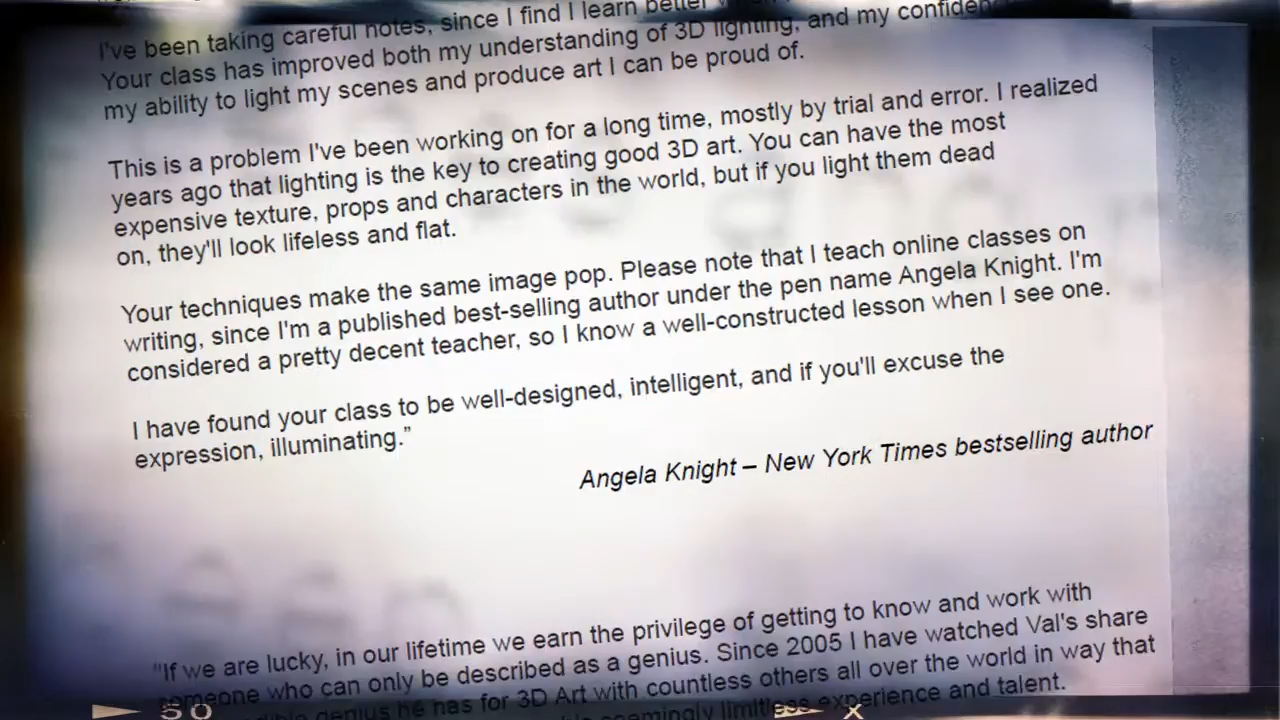 I've been taking careful notes, since I find I learn better
Your class has improved both my understanding of 3D lighting, and my
my ability to light my scenes and produce art I can be proud of.
This is a problem I've been working on for a long time, mostly by trial and error. I realized
years ago that lighting is the key to creating good 3D art. You can have the most
expensive texture, props and characters in the world, but if you light them dead
on, they'll look lifeless and flat.
Your techniques make the same image pop. Please note that I teach online classes on
writing, since I'm a published best-selling author under the pen name Angela Knight. I'm
considered a pretty decent teacher, so I know a well-constructed lesson when I see one.
I have found your class to be well-designed, intelligent, and if you'll excuse the
expression, illuminating.”
Angela Knight – New York Times bestselling author
"If we are lucky, in our lifetime we earn the privilege of getting to know and work with
someone who can only be described as a genius. Since 2005 I have watched Val's share
genius he has for 3D Art with countless others all over the world in way that
seamingly limitless experience and talent.
50
X